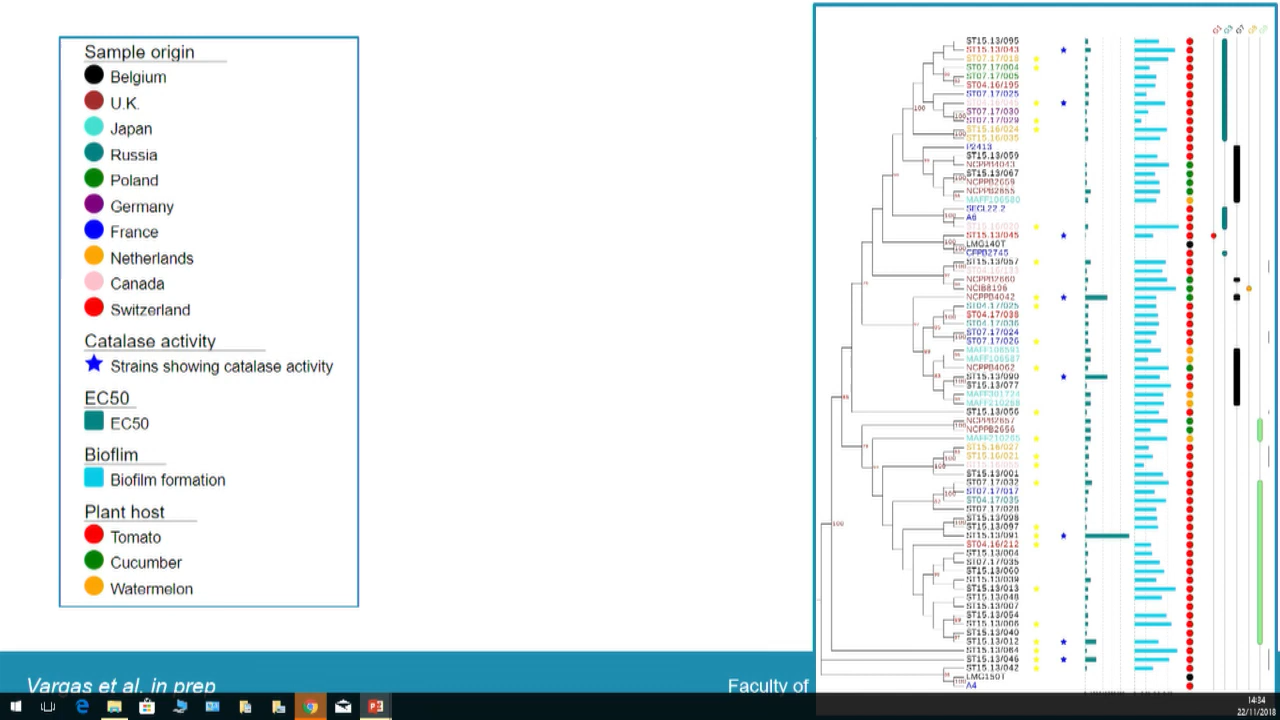 Sample origin
Belgium
U.K.
Japan
Russia
Poland
Germany
France
Netherlands
Canada
Switzerland
Catalase activity
Strains showing catalase activity
EC50
EC50
Biofilm
Biofilm formation
Plant host
Tomato
Cucumber
Watermelon
ST15.13/095
ST15.13/043
ST07.17/018
ST07.17/004
ST07.17/005
ST04.16/195
ST07.17/025
ST07.17/030
ST07.17/029
ST15.16/024
ST15.16/035
ST15.13/059
NCPPB4043
ST15.13/067
NCPPB2659
NCPPB2655
MAFF106580
SECL22.2
A6
ST15.13/045
LMG140T
CFPB2745
ST15.13/057
NCPPB2660
NCIB8196
NCPPB4042
ST04.17/025
ST04.17/038
ST04.17/036
ST07.17/024
ST07.17/026
MAFF106587
NCPPB4062
ST15.13/090
ST15.13/077
MAFF301724
MAFF210268
ST15.13/056
NCPPB2657
NCPPB2656
MAFF210265
ST15.16/027
ST15.16/021
ST15.13/001
ST07.17/032
ST07.17/017
ST04.17/035
ST07.17/028
ST15.13/098
ST15.13/097
ST15.13/091
ST04.16/212
ST15.13/004
ST07.17/035
ST15.13/060
ST15.13/039
ST15.13/013
ST15.13/048
ST15.13/007
ST15.13/054
ST15.13/006
ST15.13/040
ST15.13/012
ST15.13/064
ST15.13/046
ST15.13/042
LMG150T
A4
Vargas et al. in prep
Faculty of
14:34
22/11/2018